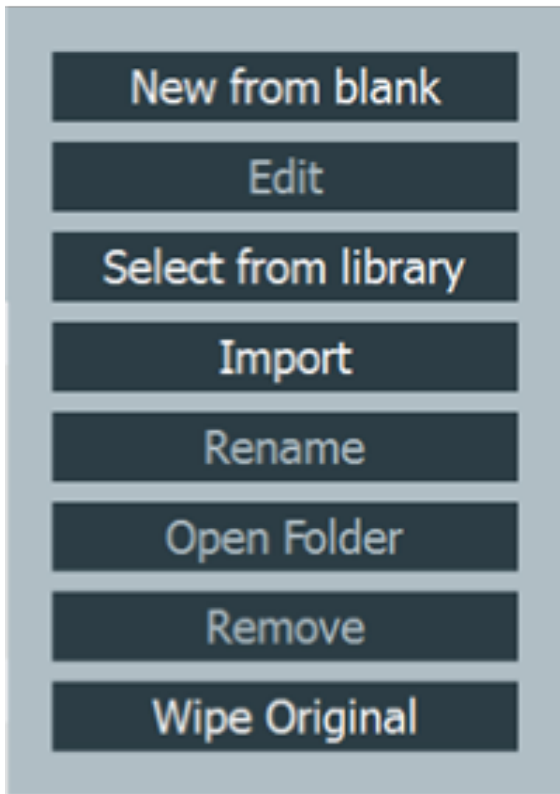 New from blank
Edit
Select from library
Import
Rename
Open Folder
Remove
Wipe Original